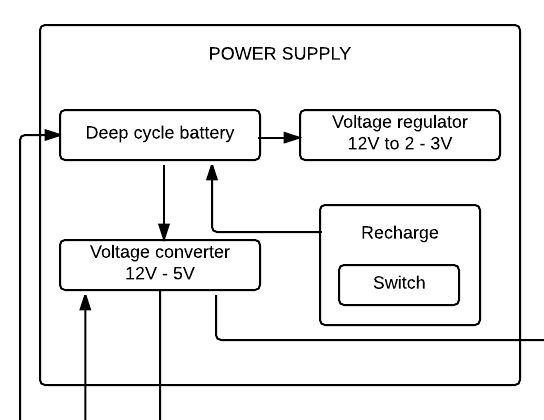 POWER SUPPLY
Deep cycle battery
Voltage regulator
12V to 2 - 3V
Voltage converter
12V - 5V
Recharge
Switch